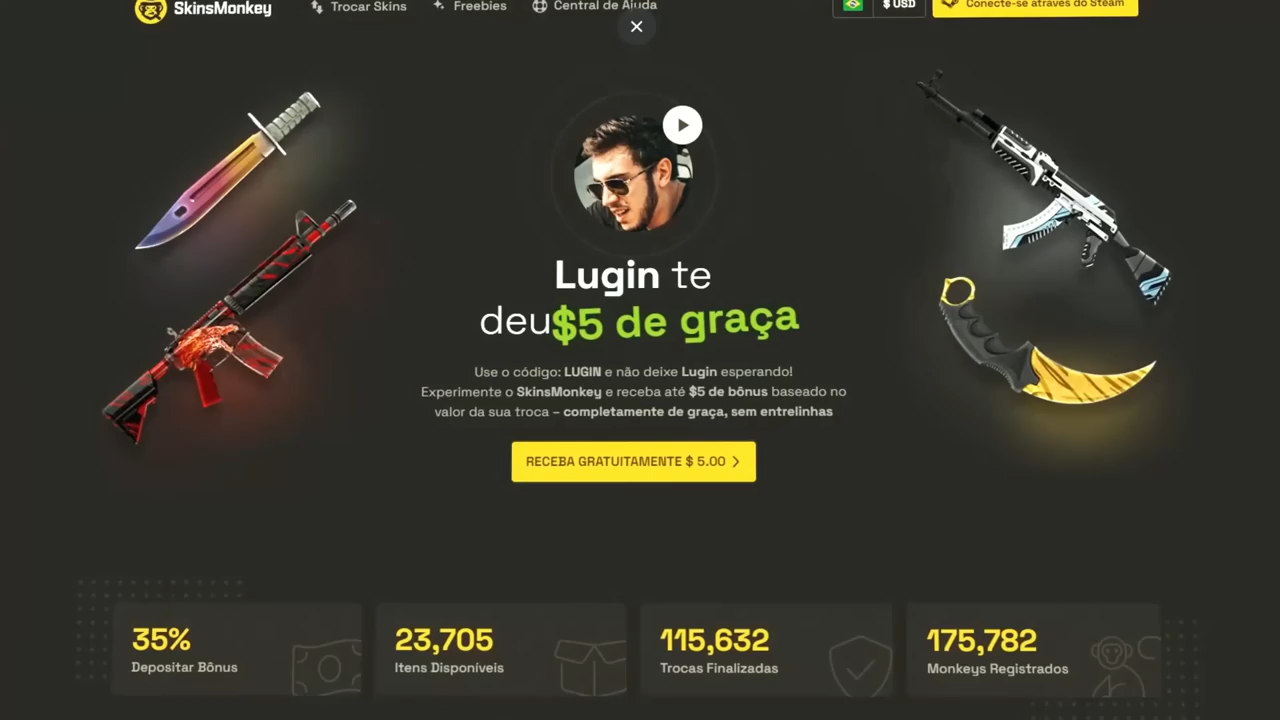 SkinsMonkey
Trocar Skins
Freebies
Central de Ajuda
$ USD
Conecte-se através do Steam
Lugin te
deu$5 de graça
Use o código: LUGIN e não deixe Lugin esperando!
Experimente o SkinsMonkey e receba até $5 de bônus baseado no
valor da sua troca – completamente de graça, sem entrelinhas
RECEBA GRATUITAMENTE $ 5.00
35%
Depositar Bônus
23,705
Itens Disponíveis
115,632
Trocas Finalizadas
175,782
Monkeys Registrados